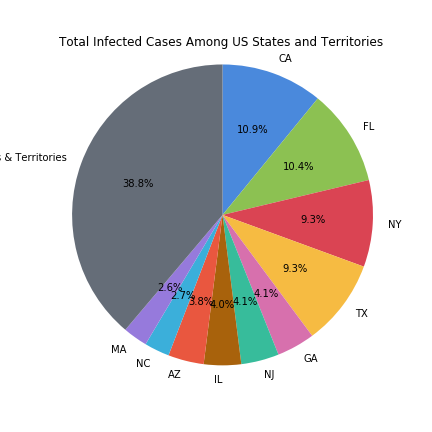 Total Infected Cases Among US States and Territories
CA
10.9%
FL
10.4%
NY
9.3%
TX
9.3%
GA
4.1%
NJ
4.1%
IL
4.0%
AZ
3.8%
NC
2.7%
MA
2.6%
s & Territories
38.8%